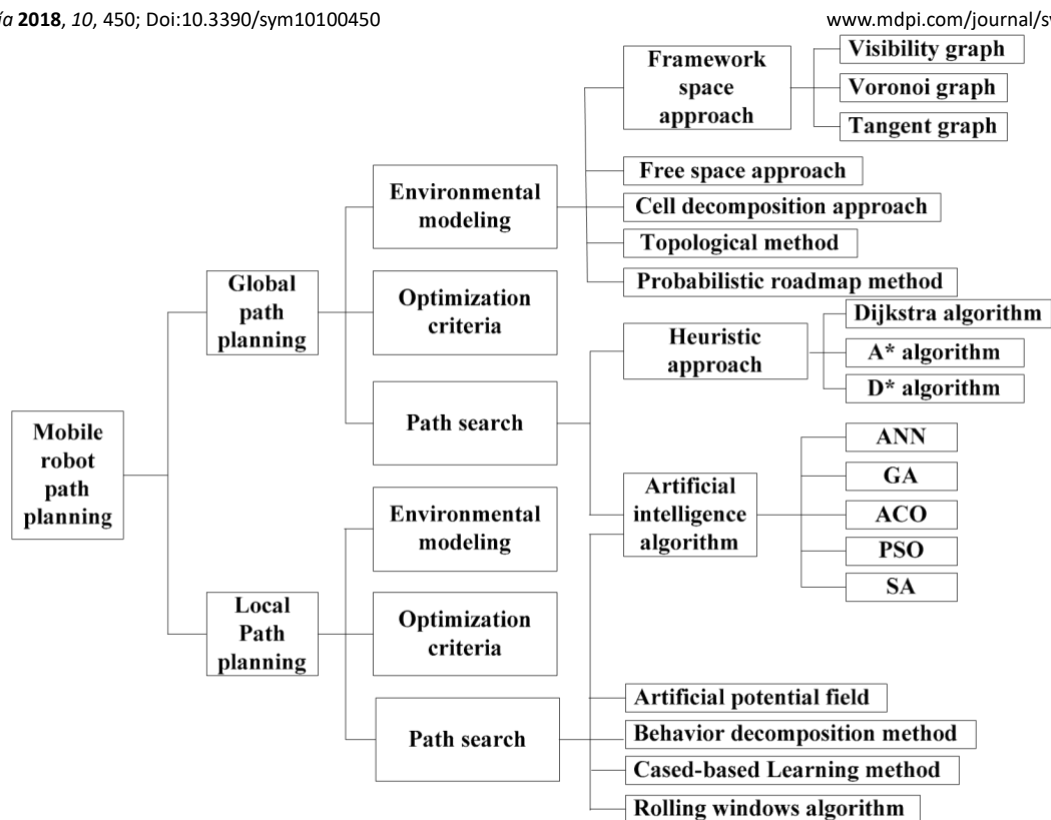 ía 2018, 10, 450; Doi:10.3390/sym10100450
www.mdpi.com/journal/sy
Framework
space
approach
Visibility graph
Voronoi graph
Tangent graph
Environmental
modeling
Free space approach
Cell decomposition approach
Topological method
Probabilistic roadmap method
Global
path
planning
Optimization
criteria
Heuristic
approach
Dijkstra algorithm
A* algorithm
D* algorithm
Path search
Mobile
robot
path
planning
Artificial
intelligence
algorithm
ANN
GA
ACO
PSO
SA
Environmental
modeling
Local
Path
planning
Optimization
criteria
Path search
Artificial potential field
Behavior decomposition method
Cased-based Learning method
Rolling windows algorithm